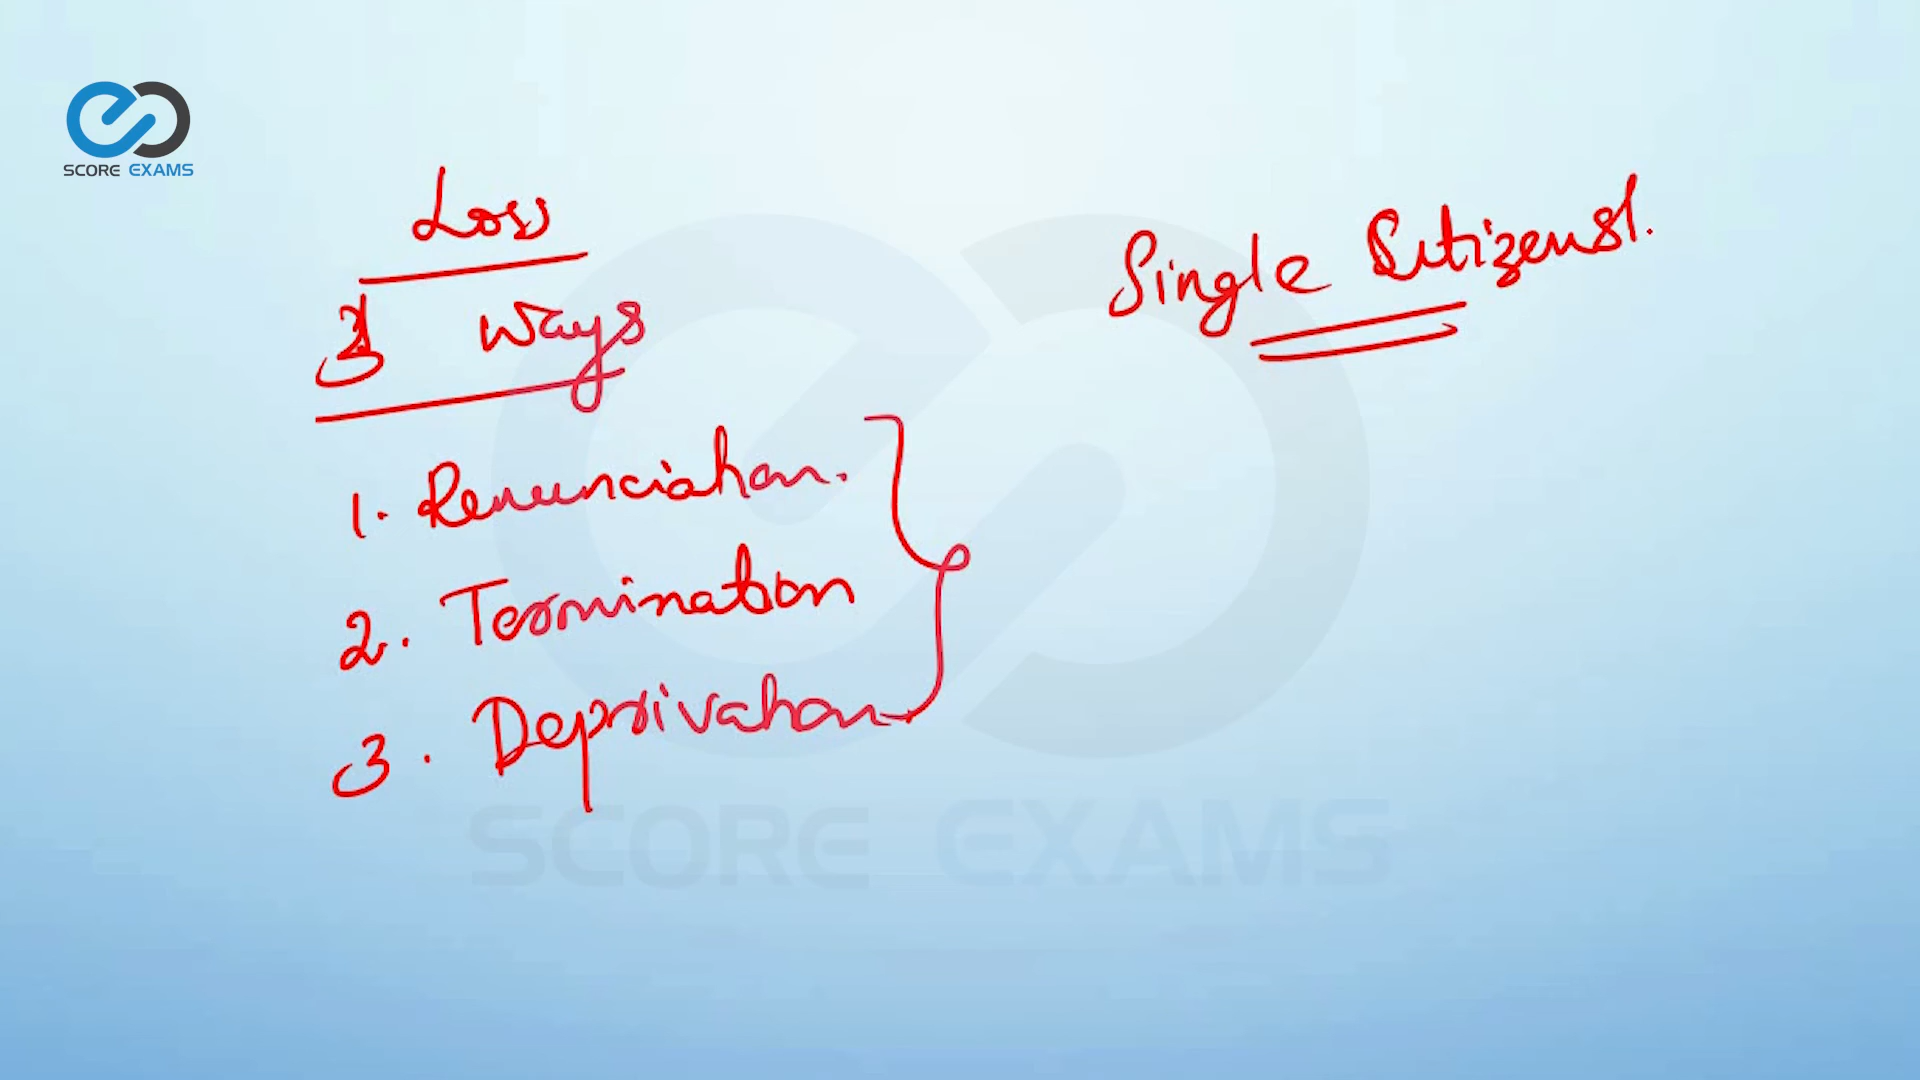 SCORE EXAMS
Loss
3 Ways
1. Renunciation.
2. Termination
3. Deprivation
Single Citizensh.
SCORE EXAMS